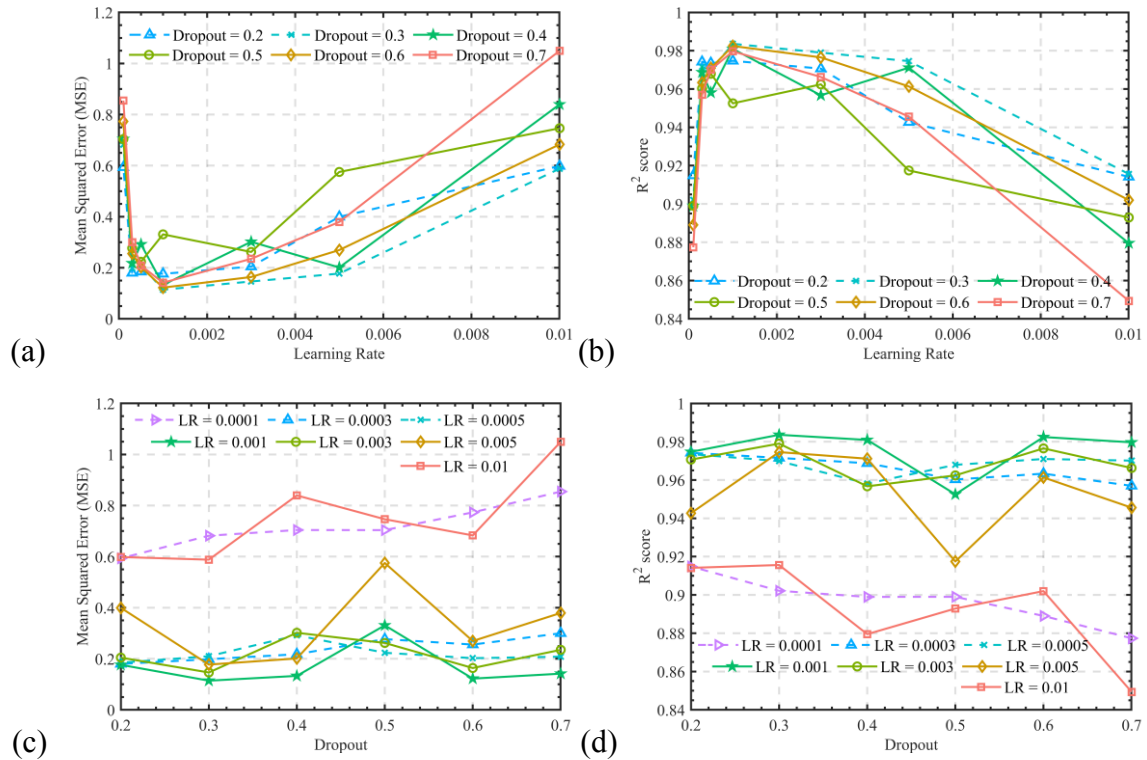 1.2
1
0.8
0.6
0.4
0.2
0
Mean Squared Error (MSE)
Dropout = 0.2 Dropout = 0.3 Dropout = 0.4
Dropout = 0.5 Dropout = 0.6 Dropout = 0.7
0 0.002 0.004 0.006 0.008 0.01
Learning Rate
(a)
1
0.98
0.96
0.94
0.92
0.9
0.88
0.86
0.84
R² score
Dropout = 0.2 Dropout = 0.3 Dropout = 0.4
Dropout = 0.5 Dropout = 0.6 Dropout = 0.7
0 0.002 0.004 0.006 0.008 0.01
Learning Rate
(b)
1.2
1
0.8
0.6
0.4
0.2
0
Mean Squared Error (MSE)
LR = 0.0001 LR = 0.0003 LR = 0.0005
LR = 0.001 LR = 0.003 LR = 0.005
LR = 0.01
0.2 0.3 0.4 0.5 0.6 0.7
Dropout
(c)
1
0.98
0.96
0.94
0.92
0.9
0.88
0.86
0.84
R² score
LR = 0.0001 LR = 0.0003 LR = 0.0005
LR = 0.001 LR = 0.003 LR = 0.005
LR = 0.01
0.2 0.3 0.4 0.5 0.6 0.7
Dropout
(d)